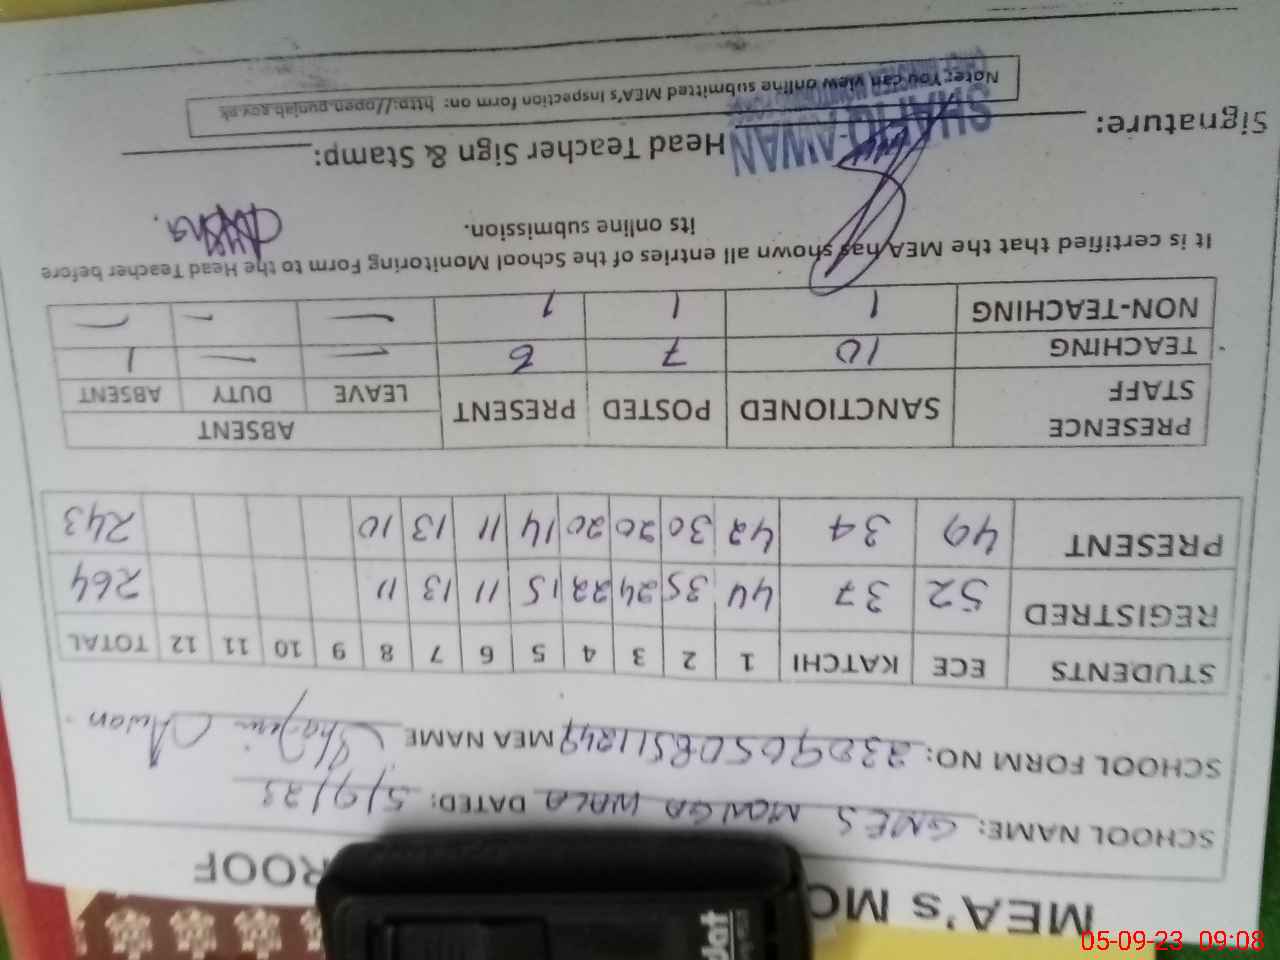 MEA's MO ROOF
SCHOOL NAME: GMES MONGA WALA DATED: 5/9/23
SCHOOL FORM NO: MEA NAME Awan
STUDENTS ECE KATCHI 1 2 3 4 5 6 7 8 9 10 11 12 TOTAL
REGISTRED 52 37 44 35 24 22 15 11 13 11 264
PRESENT 49 34 42 30 20 20 14 11 13 10 243
PRESENCE STAFF SANCTIONED POSTED PRESENT ABSENT
LEAVE DUTY ABSENT
TEACHING 10 7 6 — — 1
NON-TEACHING 1 1 1 — — —
It is certified that the MEA has shown all entries of the School Monitoring Form to the Head Teacher before
its online submission.
Signature: Head Teacher Sign & Stamp:
AWAN
Note: You can view online submitted MEA's inspection form on: http://open.punjab.gov.pk
dat
05-09-23 09:08